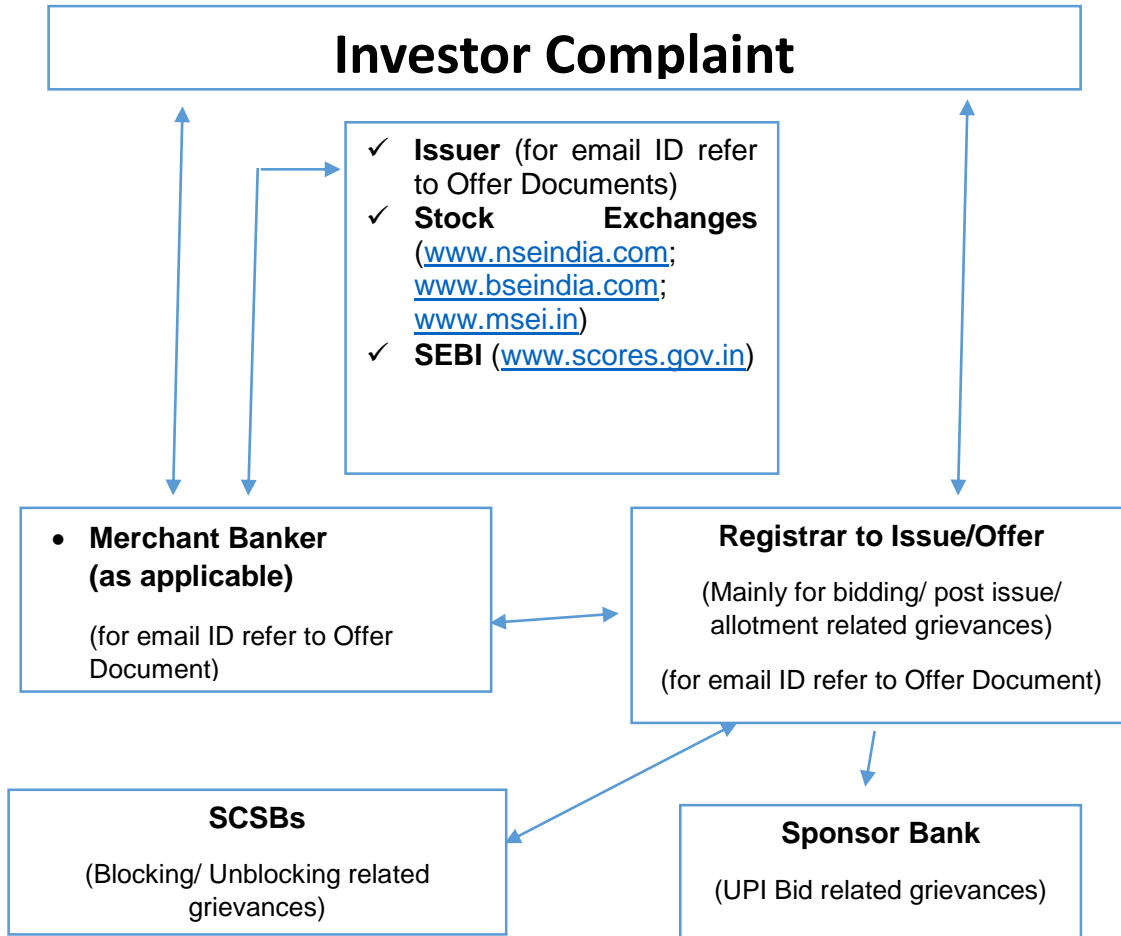 Investor Complaint
✓ Issuer (for email ID refer
to Offer Documents)
✓ Stock Exchanges
(www.nseindia.com;
www.bseindia.com;
www.msei.in)
✓ SEBI (www.scores.gov.in)
• Merchant Banker
(as applicable)
(for email ID refer to Offer
Document)
Registrar to Issue/Offer
(Mainly for bidding/ post issue/
allotment related grievances)
(for email ID refer to Offer Document)
SCSBs
(Blocking/ Unblocking related
grievances)
Sponsor Bank
(UPI Bid related grievances)